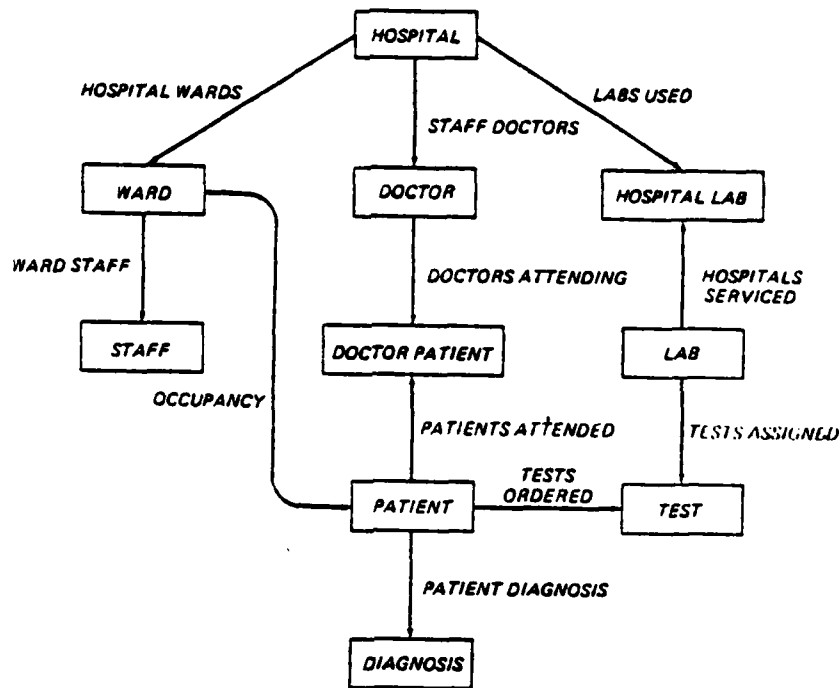 HOSPITAL
HOSPITAL WARDS
LABS USED
STAFF DOCTORS
WARD
DOCTOR
HOSPITAL LAB
WARD STAFF
DOCTORS ATTENDING
HOSPITALS
SERVICED
STAFF
DOCTOR PATIENT
LAB
OCCUPANCY
PATIENTS ATTENDED
TESTS ASSIGNED
TESTS
ORDERED
PATIENT
TEST
PATIENT DIAGNOSIS
DIAGNOSIS